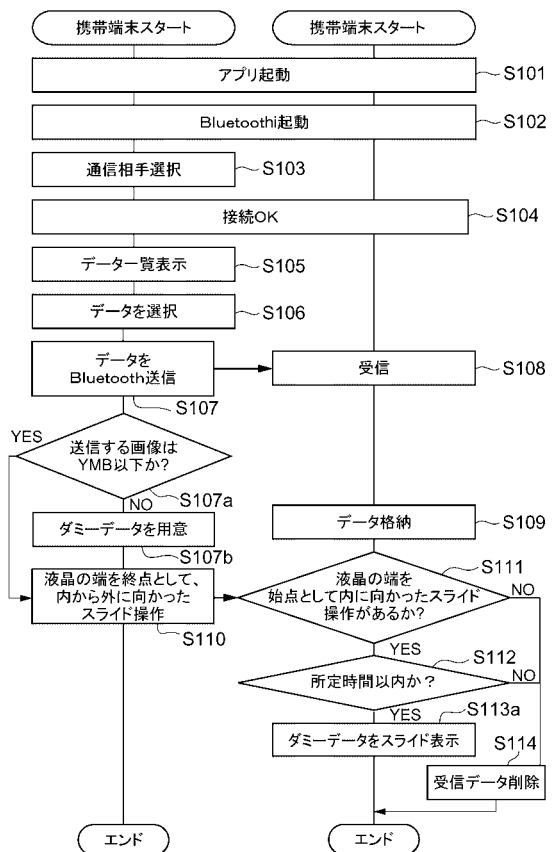 携帯端末スタート
携帯端末スタート
アプリ起動
S101
Bluetoothi起動
S102
通信相手選択
S103
接続OK
S104
データ一覧表示
S105
データを選択
S106
データを
Bluetooth送信
S107
受信
S108
YES
送信する画像は
YMB以下か?
S107a
NO
ダミーデータを用意
S107b
データ格納
S109
液晶の端を終点として、
内から外に向かった
スライド操作
S110
液晶の端を
始点として内に向かったスライド
操作があるか?
S111
NO
YES
所定時間以内か?
S112
NO
YES
ダミーデータをスライド表示
S113a
受信データ削除
S114
エンド
エンド